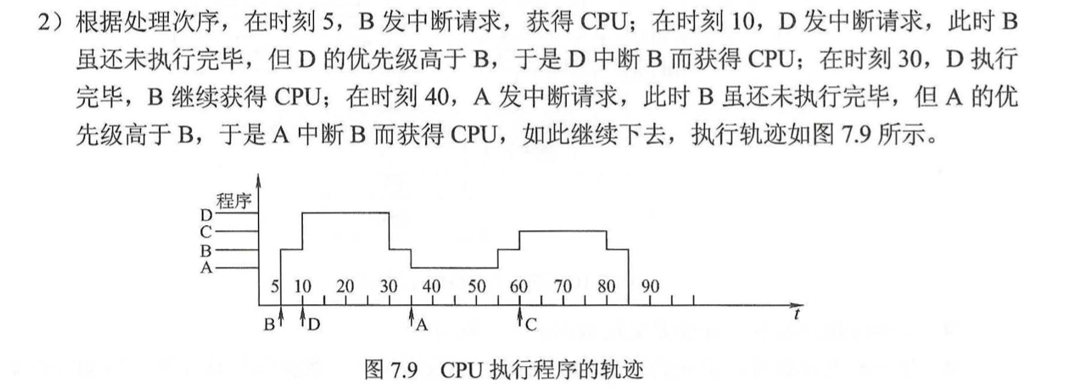 2）根据处理次序，在时刻 5，B 发中断请求，获得 CPU；在时刻 10，D 发中断请求，此时 B
虽还未执行完毕，但 D 的优先级高于 B，于是 D 中断 B 而获得 CPU；在时刻 30，D 执行
完毕，B 继续获得 CPU；在时刻 40，A 发中断请求，此时 B 虽还未执行完毕，但 A 的优
先级高于 B，于是 A 中断 B 而获得 CPU，如此继续下去，执行轨迹如图 7.9 所示。
程序
D
C
B
A
5 10 20 30 40 50 60 70 80 90
B D A C t
图 7.9 CPU 执行程序的轨迹